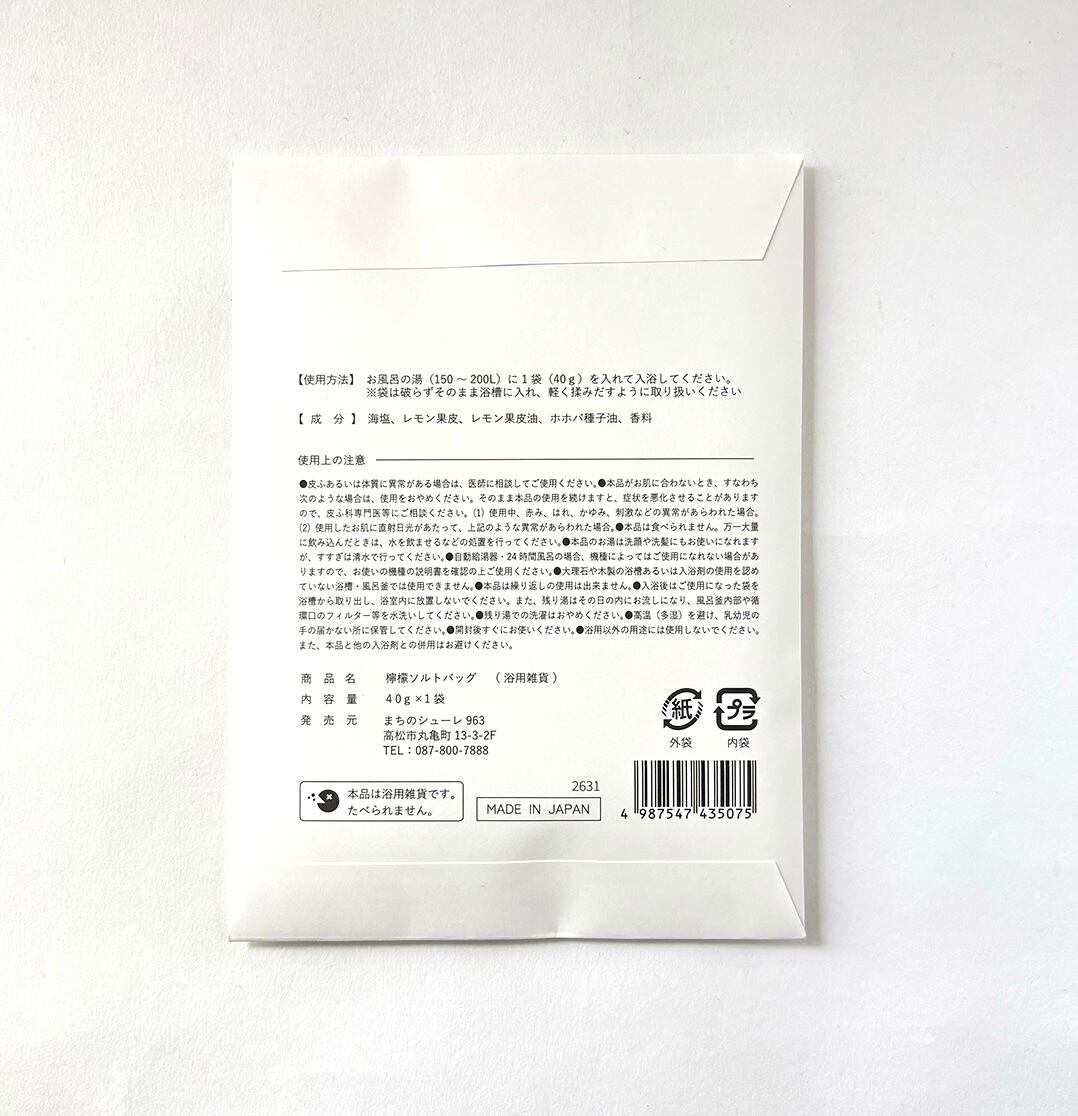 【使用方法】 お風呂の湯（150～200L）に1袋（40g）を入れて入浴してください。
※袋は破らずそのまま浴槽に入れ、軽く揉みだすように取り扱いください
【 成 分 】 海塩、レモン果皮、レモン果皮油、ホホバ種子油、香料
使用上の注意
●皮ふあるいは体質に異常がある場合は、医師に相談してご使用ください。●本品がお肌に合わないとき、すなわち
次のような場合は、使用をおやめください。そのまま本品の使用を続けますと、症状を悪化させることがあります
ので、皮ふ科専門医等にご相談ください。(1) 使用中、赤み、はれ、かゆみ、刺激などの異常があらわれた場合。
(2) 使用したお肌に直射日光があたって、上記のような異常があらわれた場合。●本品は食べられません。万一大量
に飲み込んだときは、水を飲ませるなどの処置を行ってください。●本品のお湯は洗顔や洗髪にもお使いになれます
が、すすぎは清水で行ってください。●自動給湯器・24時間風呂の場合、機種によってはご使用になれない場合があ
りますので、お使いの機種の説明書を確認の上ご使用ください。●大理石や木製の浴槽あるいは入浴剤の使用を認め
ていない浴槽・風呂釜では使用できません。●本品は繰り返しの使用は出来ません。●入浴後はご使用になった袋を
浴槽から取り出し、浴室内に放置しないでください。また、残り湯はその日の内にお流しになり、風呂釜内部や循
環口のフィルター等を水洗いしてください。●残り湯での洗濯はおやめください。●高温（多湿）を避け、乳幼児の
手の届かない所に保管してください。●開封後すぐにお使いください。●浴用以外の用途には使用しないでください。
また、本品と他の入浴剤との併用はお避けください。
商 品 名 檸檬ソルトバッグ （浴用雑貨）
内 容 量 40g×1袋
発 売 元 まちのシューレ 963
高松市丸亀町 13-3-2F
TEL：087-800-7888
紙
外袋
プラ
内袋
本品は浴用雑貨です。
たべられません。
2631
MADE IN JAPAN
4 987547 435075